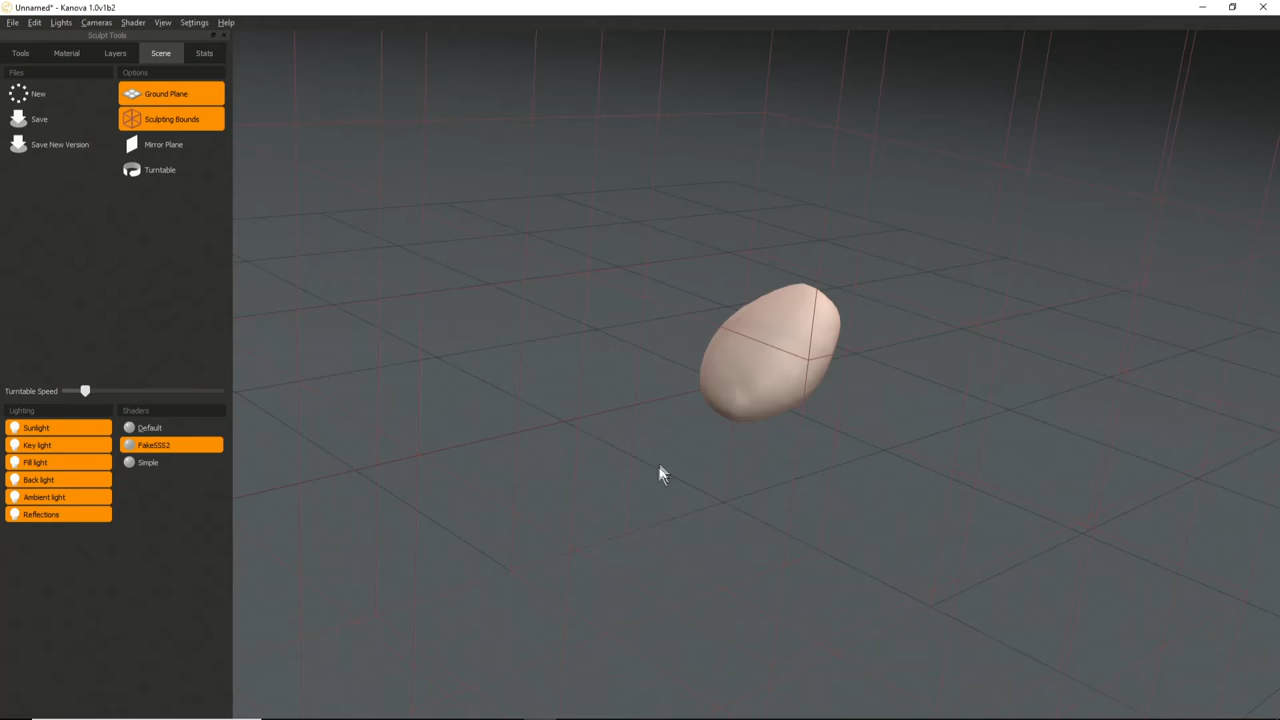 Unnamed* - Kanova 1.0v1b2
File Edit Lights Cameras Shader View Settings Help
Sculpt Tools
Tools Material Layers Scene Stats
Files Options
New Ground Plane
Save Sculpting Bounds
Save New Version Mirror Plane
Turntable
Turntable Speed
Lighting Shaders
Sunlight Default
Key light FakeSSS2
Fill light Simple
Back light
Ambient light
Reflections